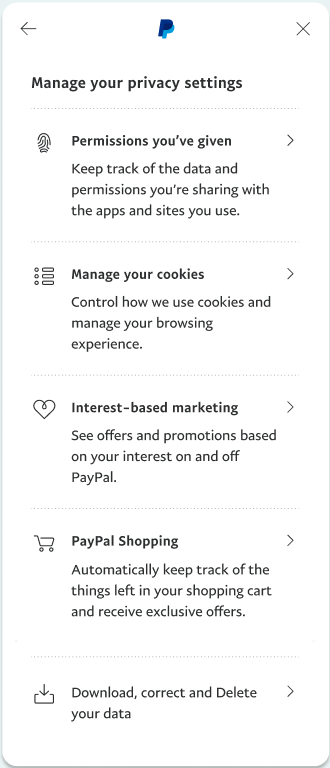 Manage your privacy settings
Permissions you've given
Keep track of the data and
permissions you're sharing with
the apps and sites you use.
Manage your cookies
Control how we use cookies and
manage your browsing
experience.
Interest-based marketing
See offers and promotions based
on your interest on and off
PayPal.
PayPal Shopping
Automatically keep track of the
things left in your shopping cart
and receive exclusive offers.
Download, correct and Delete
your data